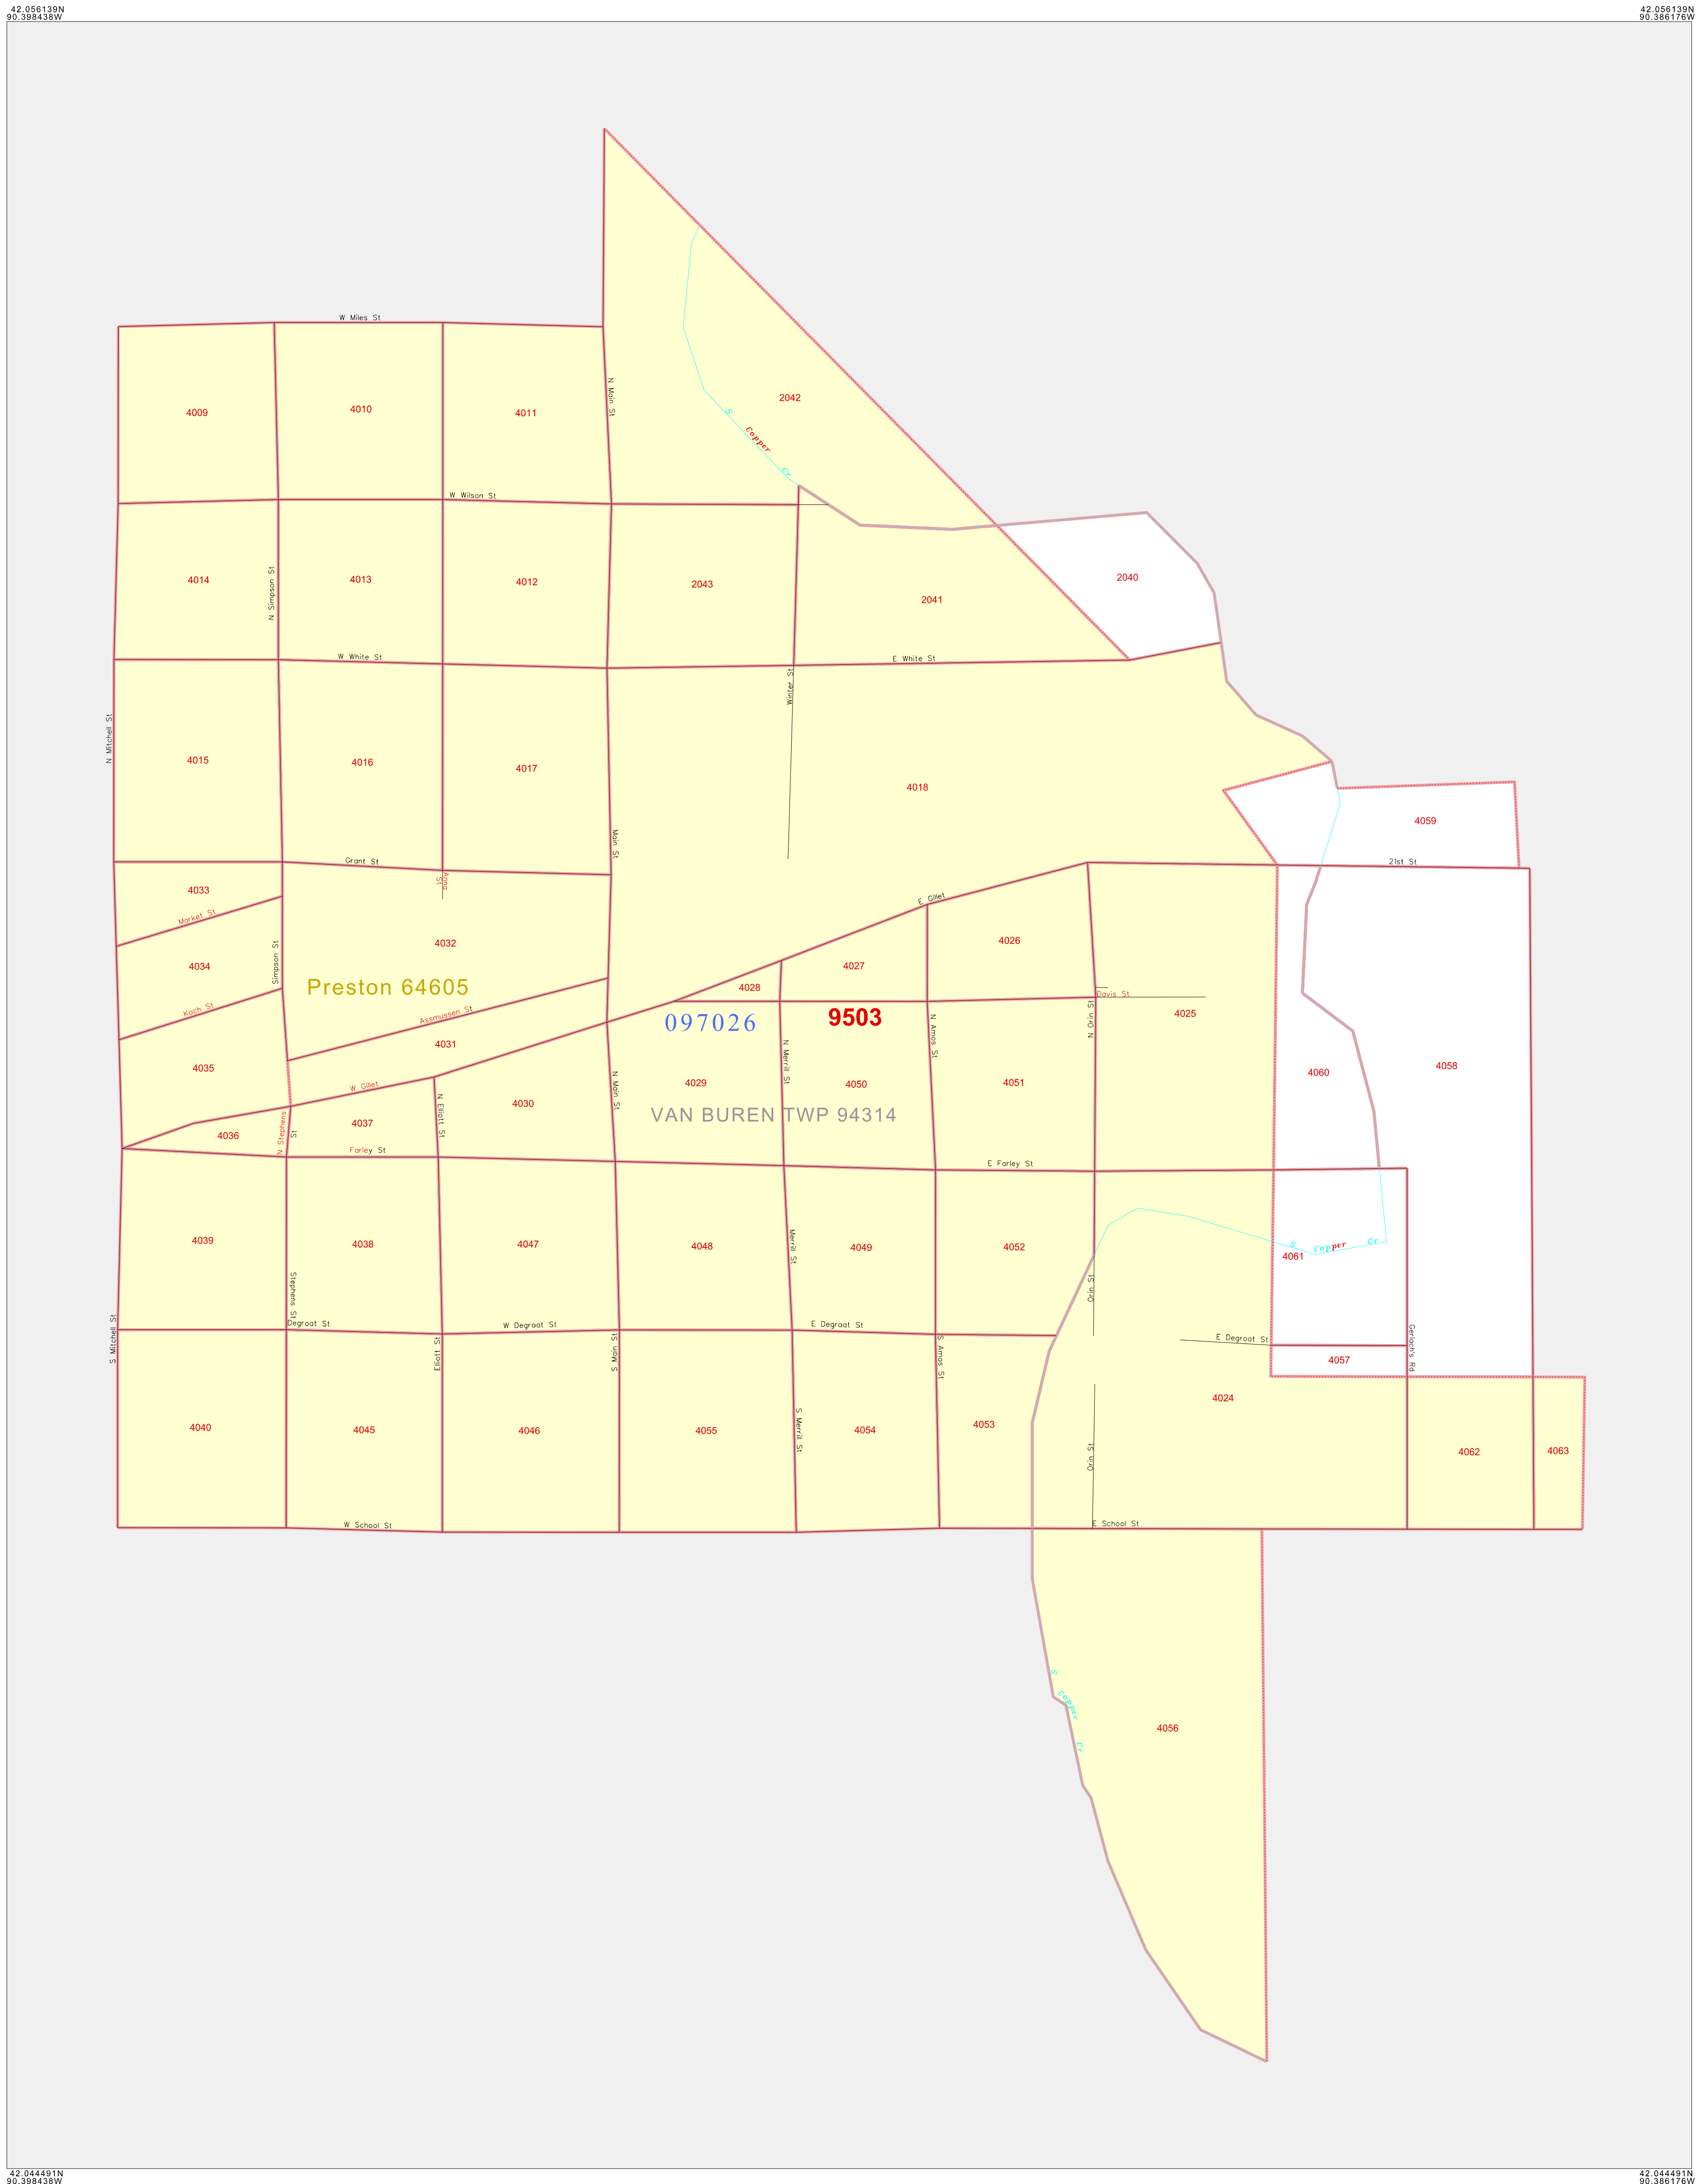 42.056139N
90.398438W
42.056139N
90.386176W
W Miles St
N Main St
4009
4010
4011
2042
S
Copper
Cr
W Wilson St
4014
N Simpson St
4013
4012
2043
2041
2040
W White St
E White St
Winter St
N Mitchell St
4015
4016
4017
4018
Main St
4059
Grant St
21st St
Anna
St
4033
Market St
4032
Simpson St
4034
Koch St
Preston 64605
Assmussen St
4031
4035
W Gillet
E Gillet
4026
4027
4028
Davis St
4025
097026
9503
N Orin St
N Amos St
N Merrill St
N Main St
4029
4050
4051
4060
4058
VAN BUREN TWP 94314
4030
N Elliott St
4037
4036
N Stephens
St
Farley St
E Farley St
4039
4038
4047
4048
Merrill St
4049
4052
4061
S
Copper
Cr
Stephens St
Orin St
Degroat St
W Degroat St
E Degroat St
E Degroat St
S Mitchell St
Elliott St
S Main St
S Amos St
Gerlach's Rd
4057
4024
4040
4045
4046
4055
S Merrill St
4054
4053
Orin St
4062
4063
W School St
E School St
S
Copper
Cr
4056
42.044491N
90.398438W
42.044491N
90.386176W